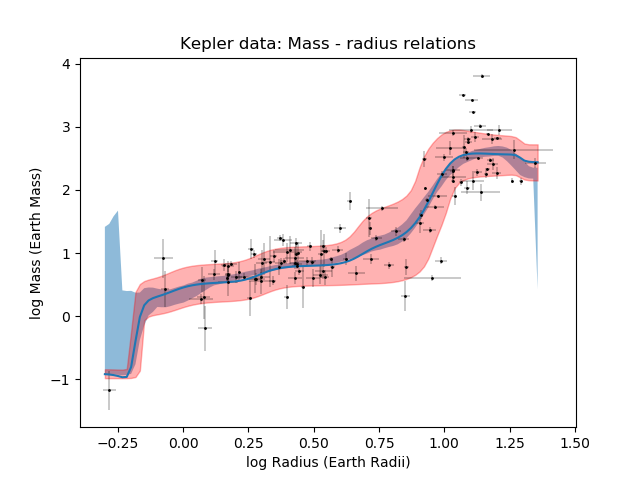 Kepler data: Mass - radius relations
4
3
2
1
0
−1
log Mass (Earth Mass)
−0.25 0.00 0.25 0.50 0.75 1.00 1.25 1.50
log Radius (Earth Radii)